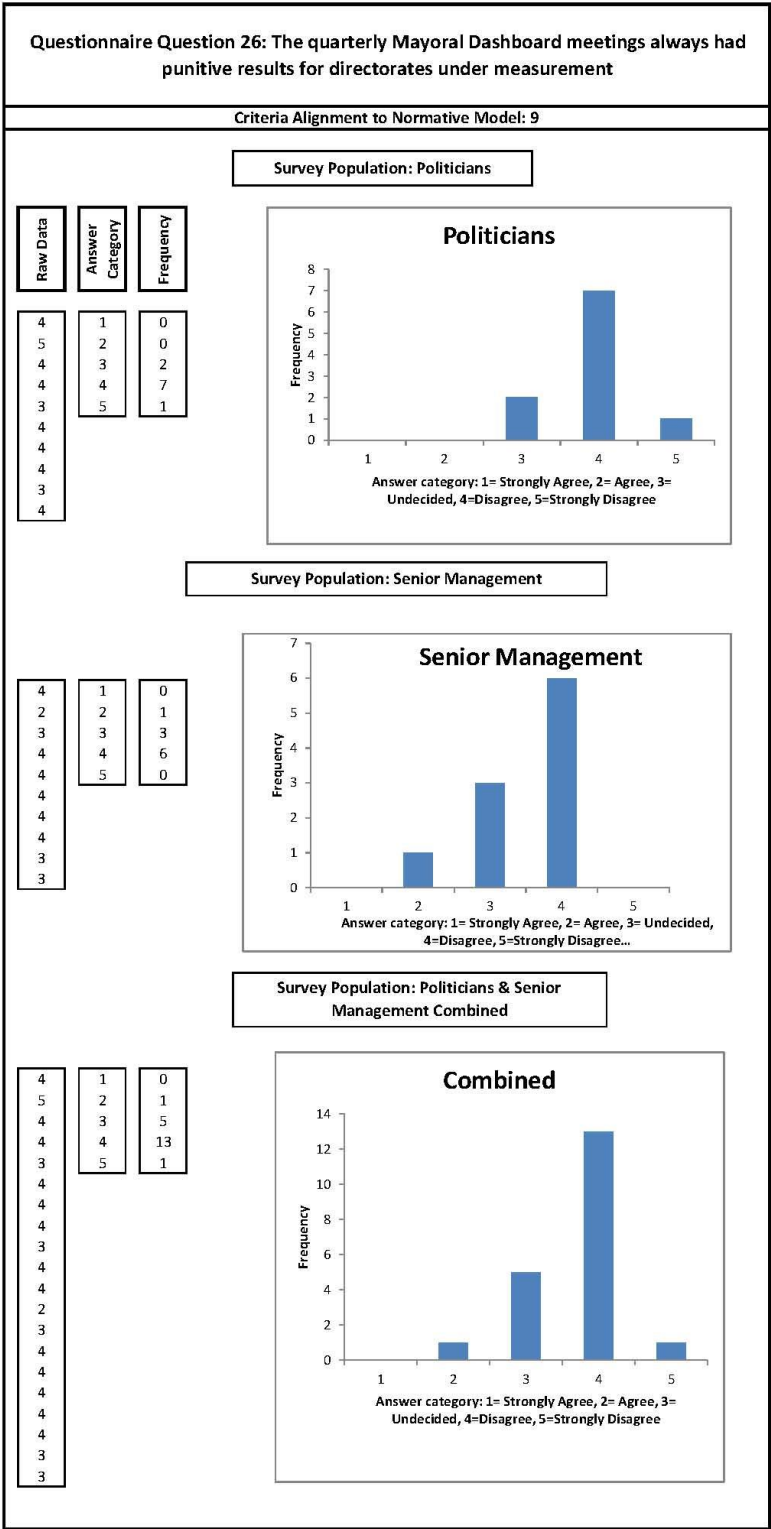 Questionnaire Question 26: The quarterly Mayoral Dashboard meetings always had
punitive results for directorates under measurement
Criteria Alignment to Normative Model: 9
Survey Population: Politicians
Raw Data
Answer
Category
Frequency
4 1 0
5 2 0
4 3 2
4 4 7
3 5 1
4
4
4
3
4
Politicians
Frequency
8
7
6
5
4
3
2
1
0
1 2 3 4 5
Answer category: 1= Strongly Agree, 2= Agree, 3=
Undecided, 4=Disagree, 5=Strongly Disagree
Survey Population: Senior Management
4 1 0
2 2 1
3 3 3
4 4 6
4 5 0
4
4
4
3
3
Senior Management
Frequency
7
6
5
4
3
2
1
0
1 2 3 4 5
Answer category: 1= Strongly Agree, 2= Agree, 3= Undecided,
4=Disagree, 5=Strongly Disagree…
Survey Population: Politicians & Senior
Management Combined
4 1 0
5 2 1
4 3 5
4 4 13
3 5 1
4
4
4
3
4
4
2
3
4
4
4
4
4
3
3
Combined
Frequency
14
12
10
8
6
4
2
0
1 2 3 4 5
Answer category: 1= Strongly Agree, 2= Agree, 3=
Undecided, 4=Disagree, 5=Strongly Disagree